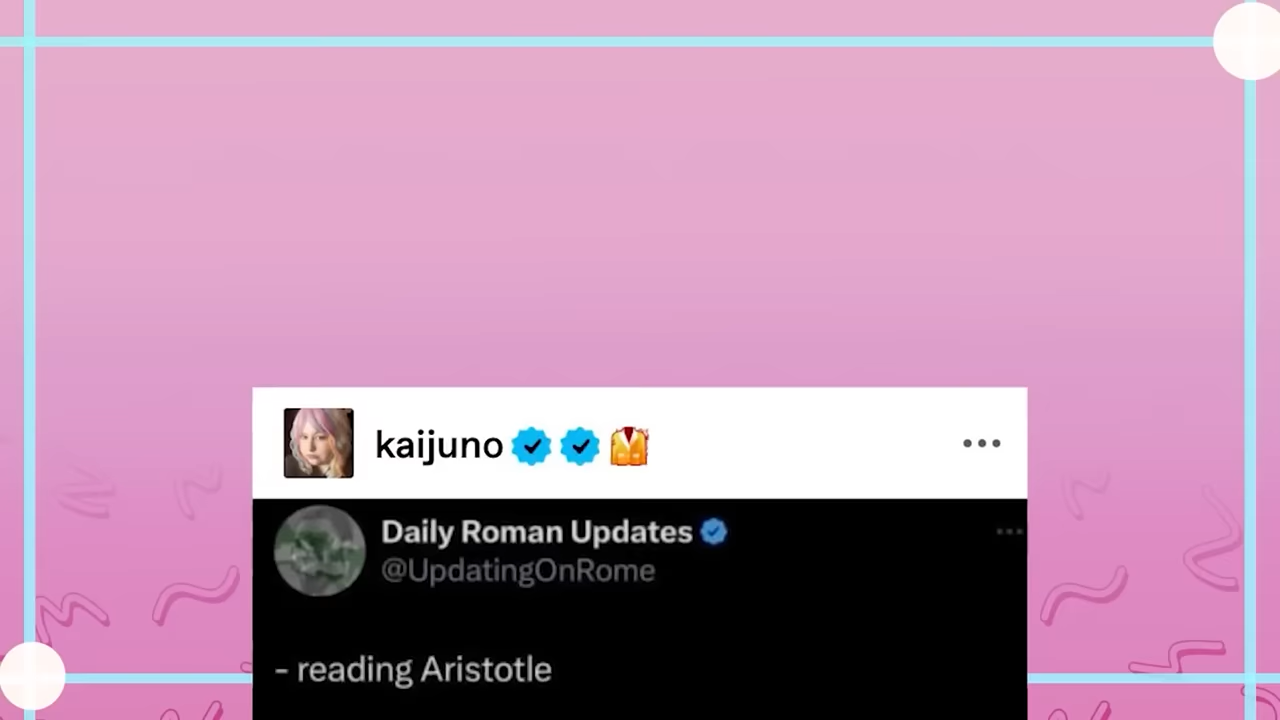 kaijuno
Daily Roman Updates
@UpdatingOnRome
- reading Aristotle